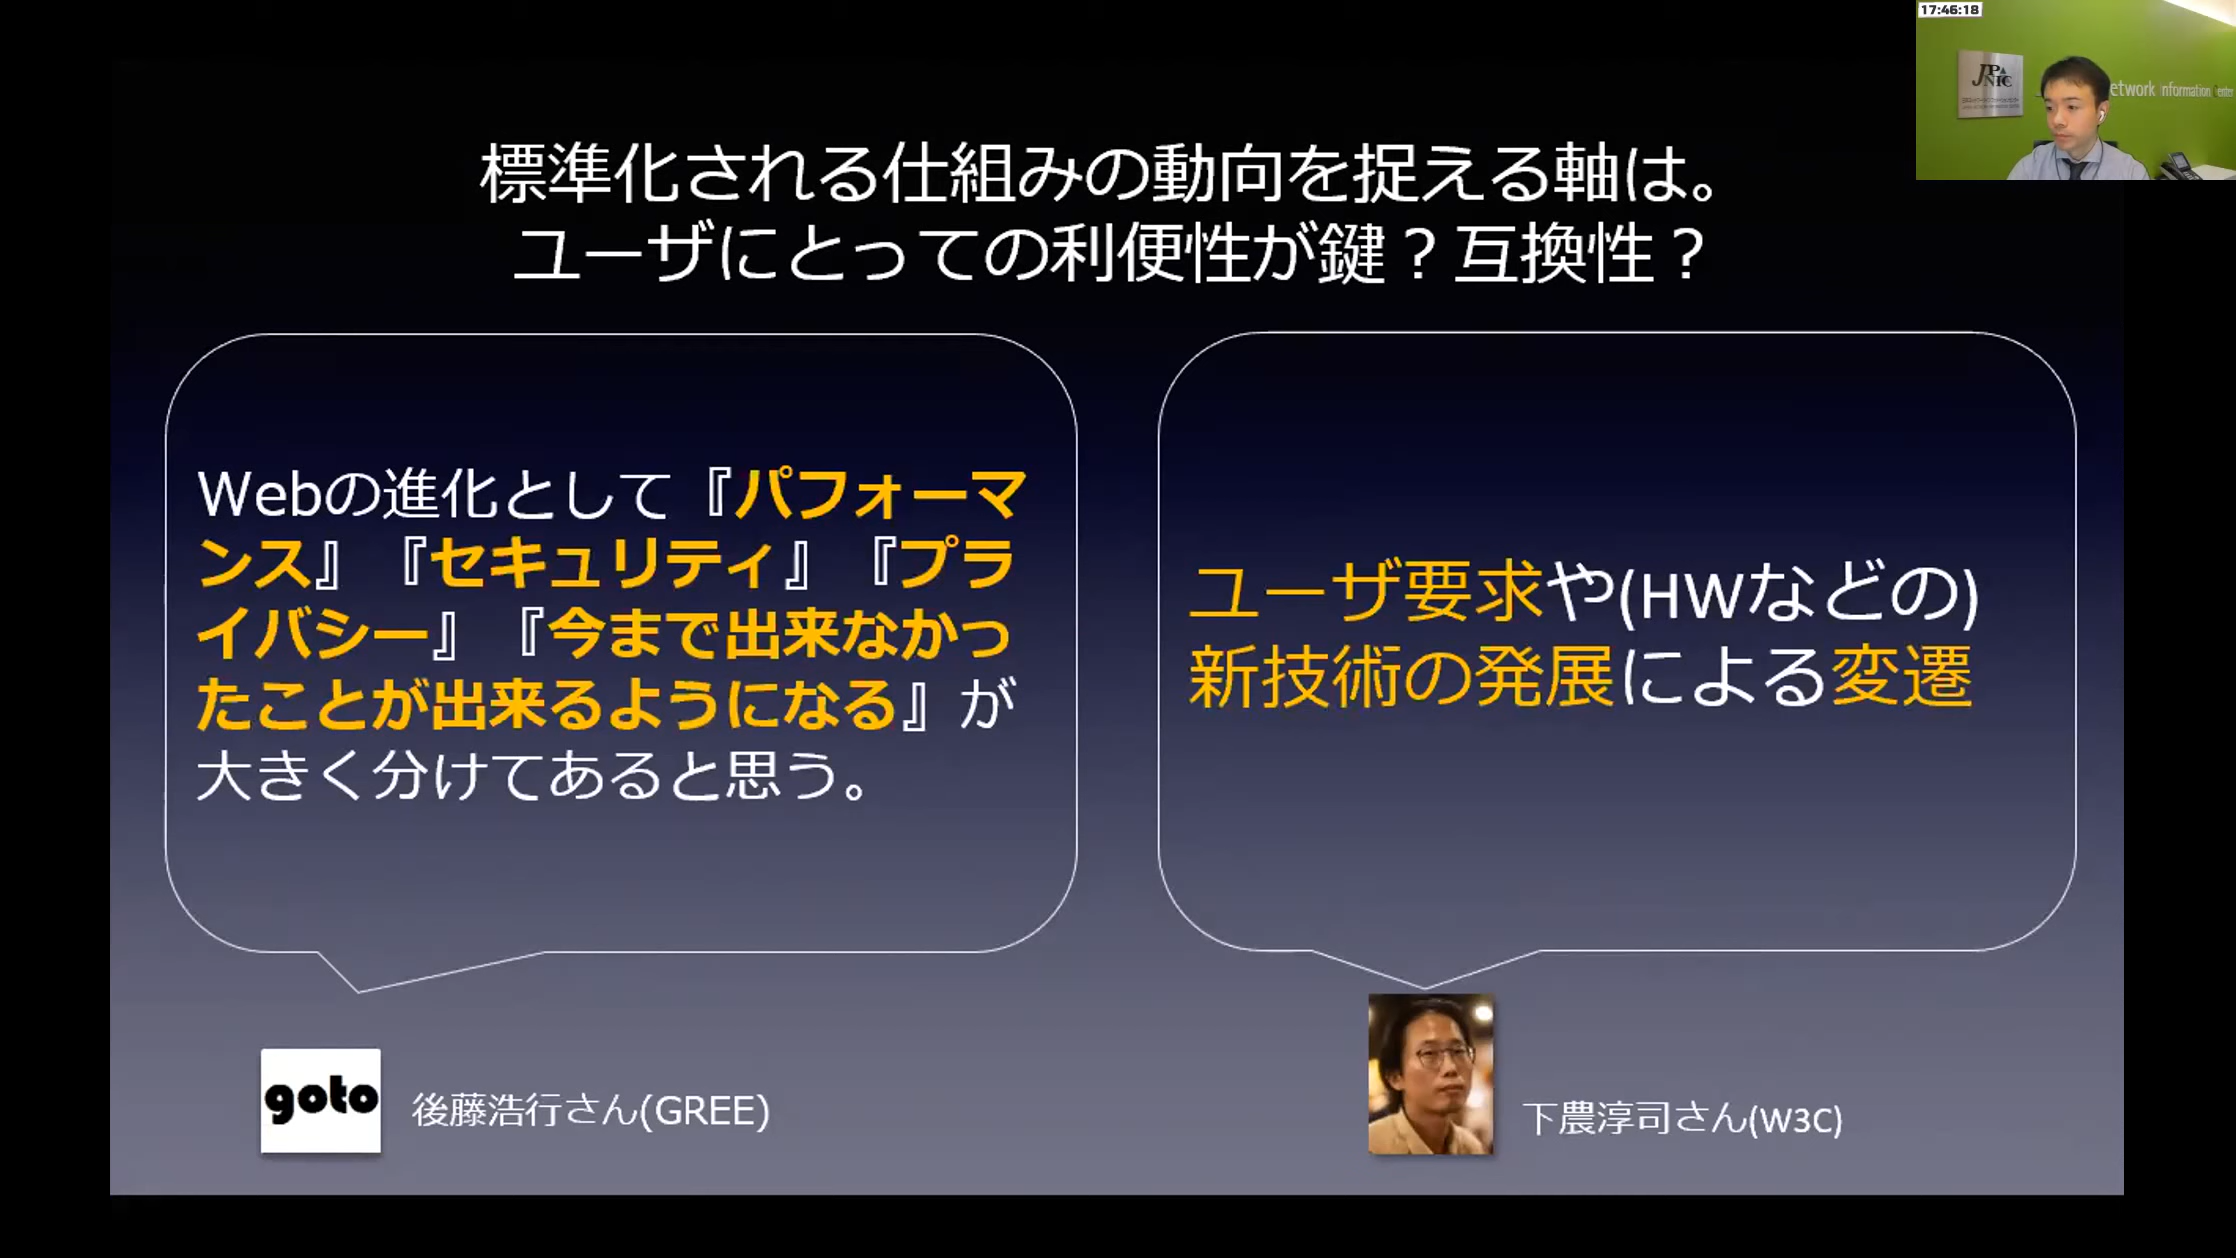 17:46:18
JPNIC
etwork Information Center
標準化される仕組みの動向を捉える軸は。
ユーザにとっての利便性が鍵？互換性？
Webの進化として『パフォーマ
ンス』『セキュリティ』『プラ
イバシー』『今まで出来なかっ
たことが出来るようになる』が
大きく分けてあると思う。
ユーザ要求や(HWなどの)
新技術の発展による変遷
goto
後藤浩行さん(GREE)
下農淳司さん(W3C)